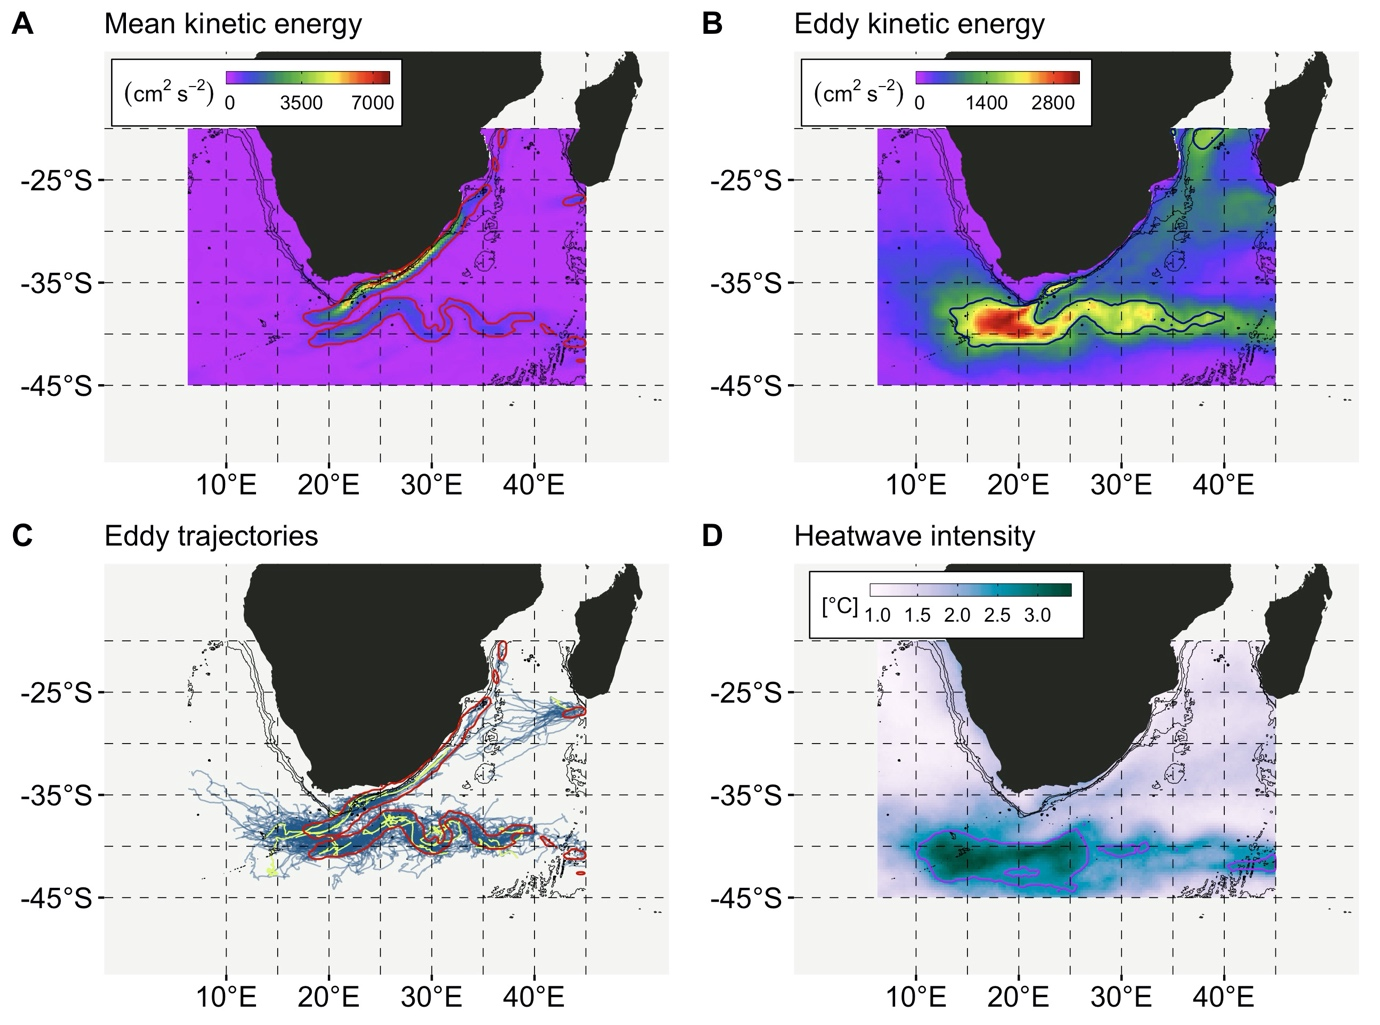 A Mean kinetic energy
(cm² s⁻²)
0 3500 7000
-25°S
-35°S
-45°S
10°E 20°E 30°E 40°E
B Eddy kinetic energy
(cm² s⁻²)
0 1400 2800
-25°S
-35°S
-45°S
10°E 20°E 30°E 40°E
C Eddy trajectories
-25°S
-35°S
-45°S
10°E 20°E 30°E 40°E
D Heatwave intensity
[°C]
1.0 1.5 2.0 2.5 3.0
-25°S
-35°S
-45°S
10°E 20°E 30°E 40°E